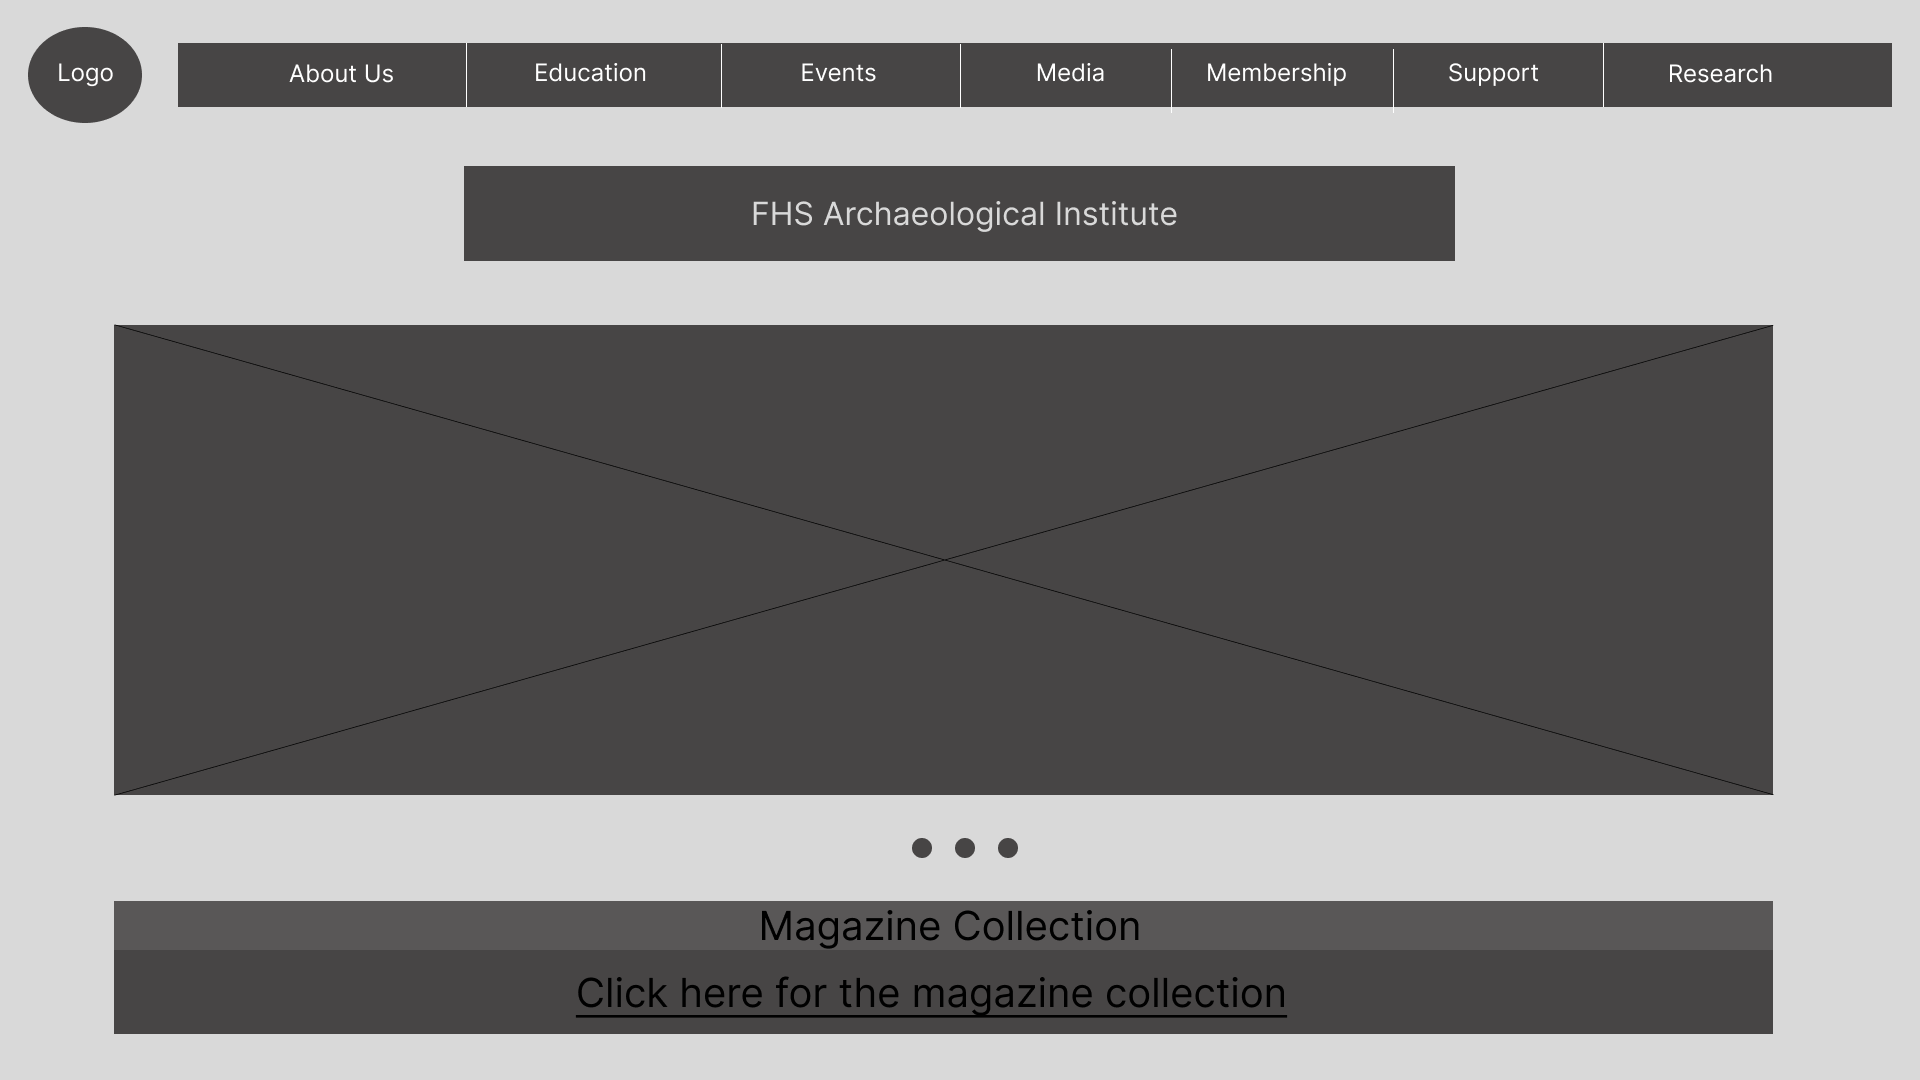 Logo
About Us
Education
Events
Media
Membership
Support
Research
FHS Archaeological Institute
Magazine Collection
Click here for the magazine collection